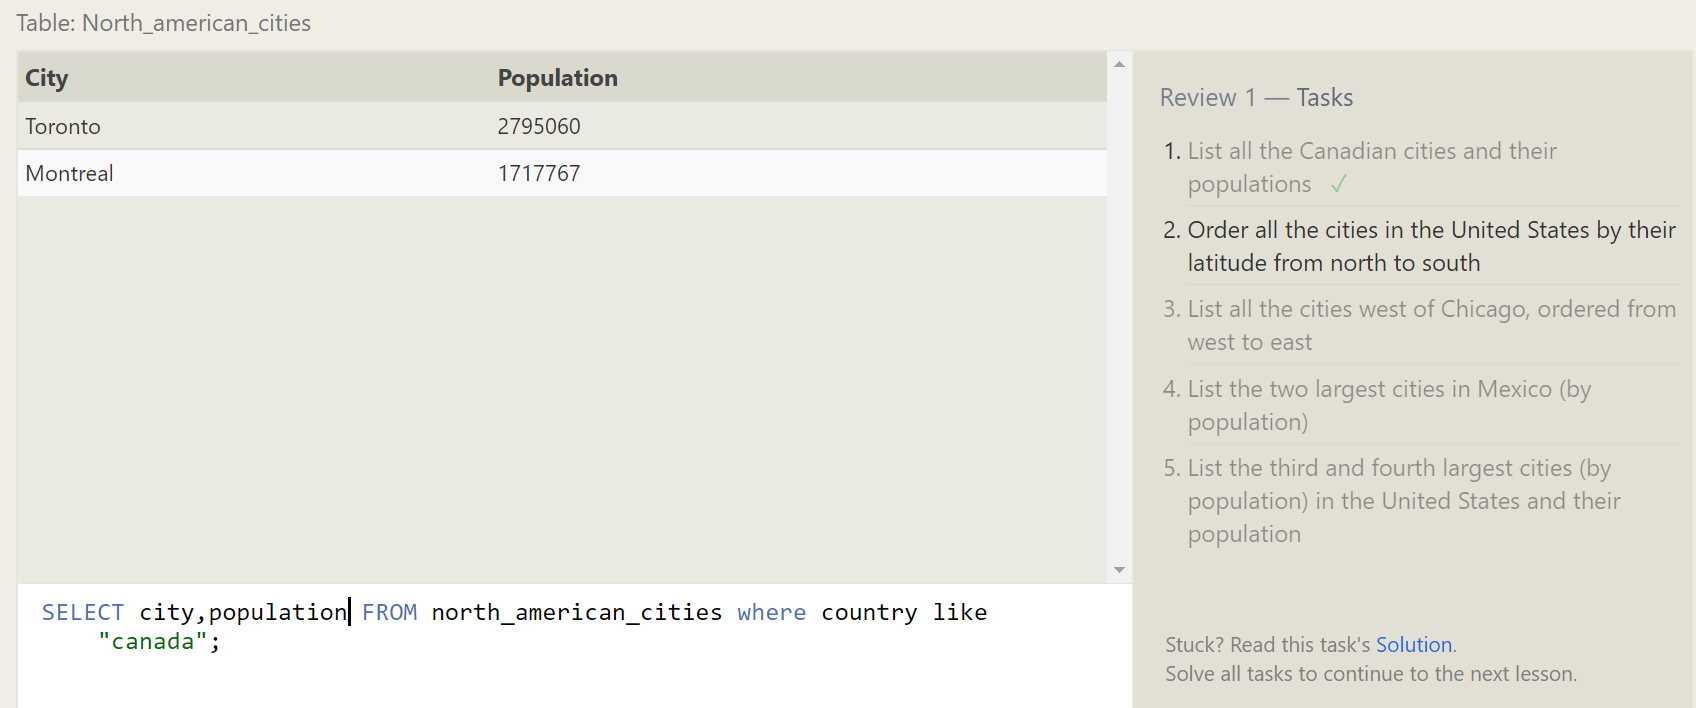 Table: North_american_cities
City Population
Toronto 2795060
Montreal 1717767
SELECT city,population FROM north_american_cities where country like
"canada";
Review 1 — Tasks
1. List all the Canadian cities and their
populations ✓
2. Order all the cities in the United States by their
latitude from north to south
3. List all the cities west of Chicago, ordered from
west to east
4. List the two largest cities in Mexico (by
population)
5. List the third and fourth largest cities (by
population) in the United States and their
population
Stuck? Read this task's Solution.
Solve all tasks to continue to the next lesson.